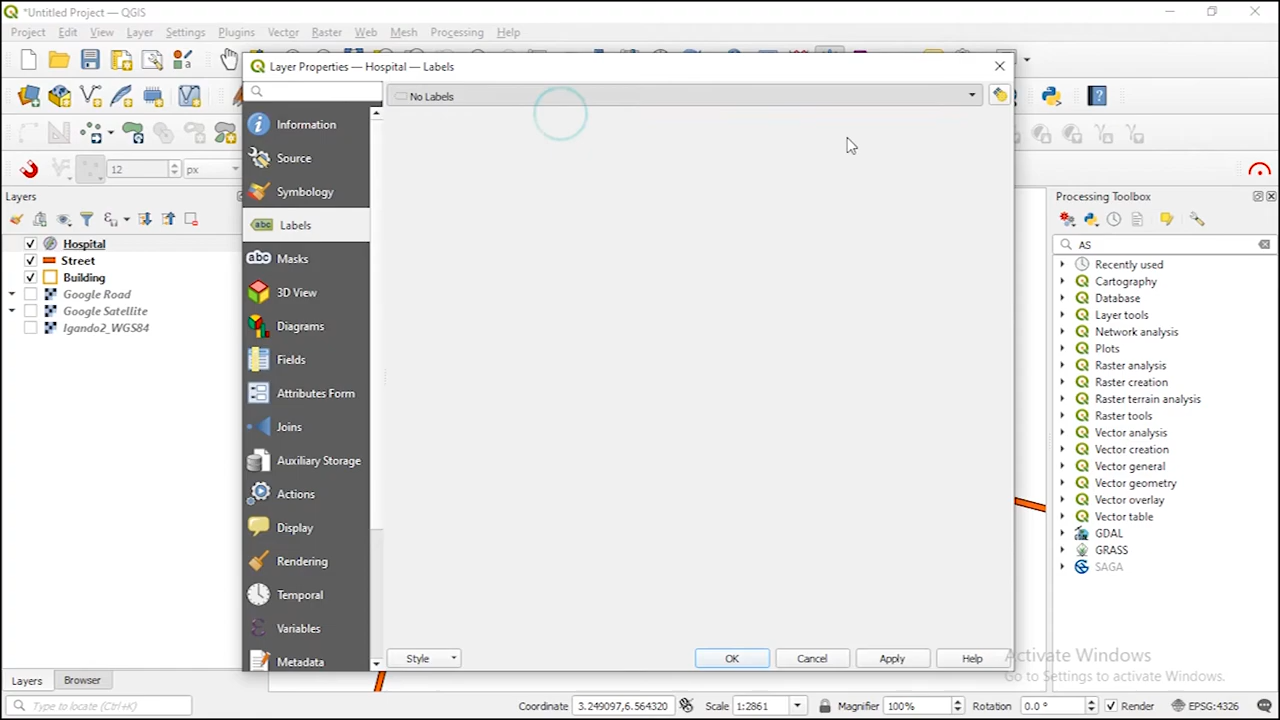 *Untitled Project — QGIS
Project Edit View Layer Settings Plugins Vector Raster Web Mesh Processing Help
Layer Properties — Hospital — Labels
No Labels
Information
Source
Symbology
abc Labels
abc Masks
3D View
Diagrams
Fields
Attributes Form
Joins
Auxiliary Storage
Actions
Display
Rendering
Temporal
Variables
Metadata
Style
OK
Cancel
Apply
Help
12
px
Layers
Hospital
Street
Building
Google Road
Google Satellite
Igando2_WGS84
Processing Toolbox
AS
Recently used
Cartography
Database
Layer tools
Network analysis
Plots
Raster analysis
Raster creation
Raster terrain analysis
Raster tools
Vector analysis
Vector creation
Vector general
Vector geometry
Vector overlay
Vector table
GDAL
GRASS
SAGA
Activate Windows
Go to Settings to activate Windows.
Layers Browser
Type to locate (Ctrl+K)
Coordinate 3.249097,6.564320
Scale 1:2861
Magnifier 100%
Rotation 0.0 °
Render
EPSG:4326